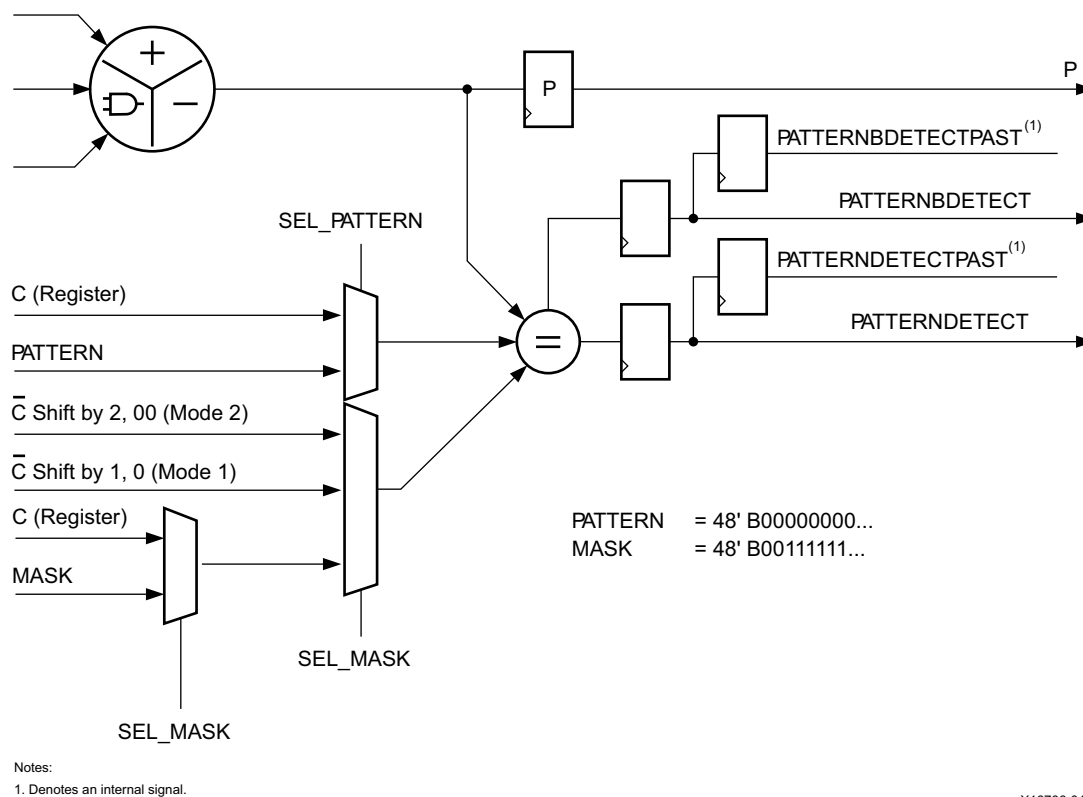 P
P
PATTERNBDETECTPAST(1)
PATTERNBDETECT
SEL_PATTERN
PATTERNDETECTPAST(1)
C (Register)
PATTERNDETECT
=
PATTERN
C̅ Shift by 2, 00 (Mode 2)
C̅ Shift by 1, 0 (Mode 1)
C (Register)
PATTERN = 48' B00000000...
MASK = 48' B00111111...
MASK
SEL_MASK
SEL_MASK
Notes:
1. Denotes an internal signal.